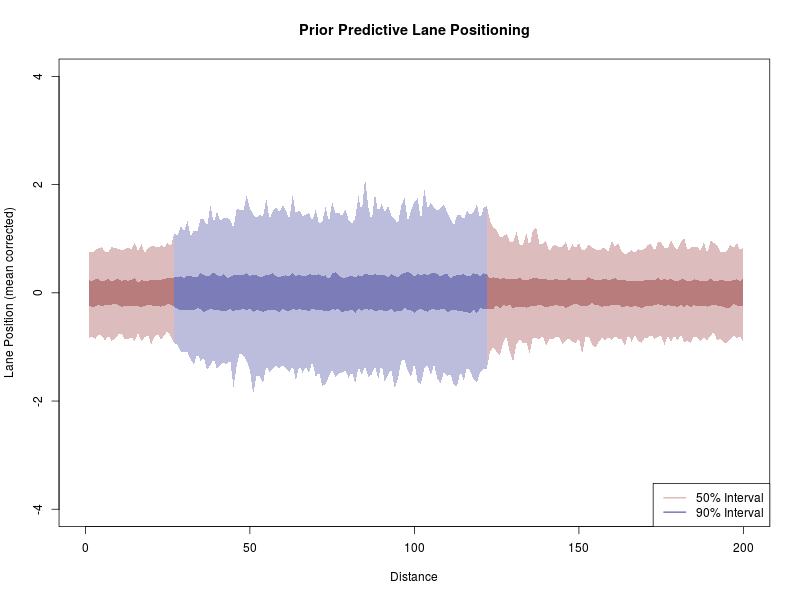 Prior Predictive Lane Positioning
Lane Position (mean corrected)
4
2
0
-2
-4
50% Interval
90% Interval
0 50 100 150 200
Distance